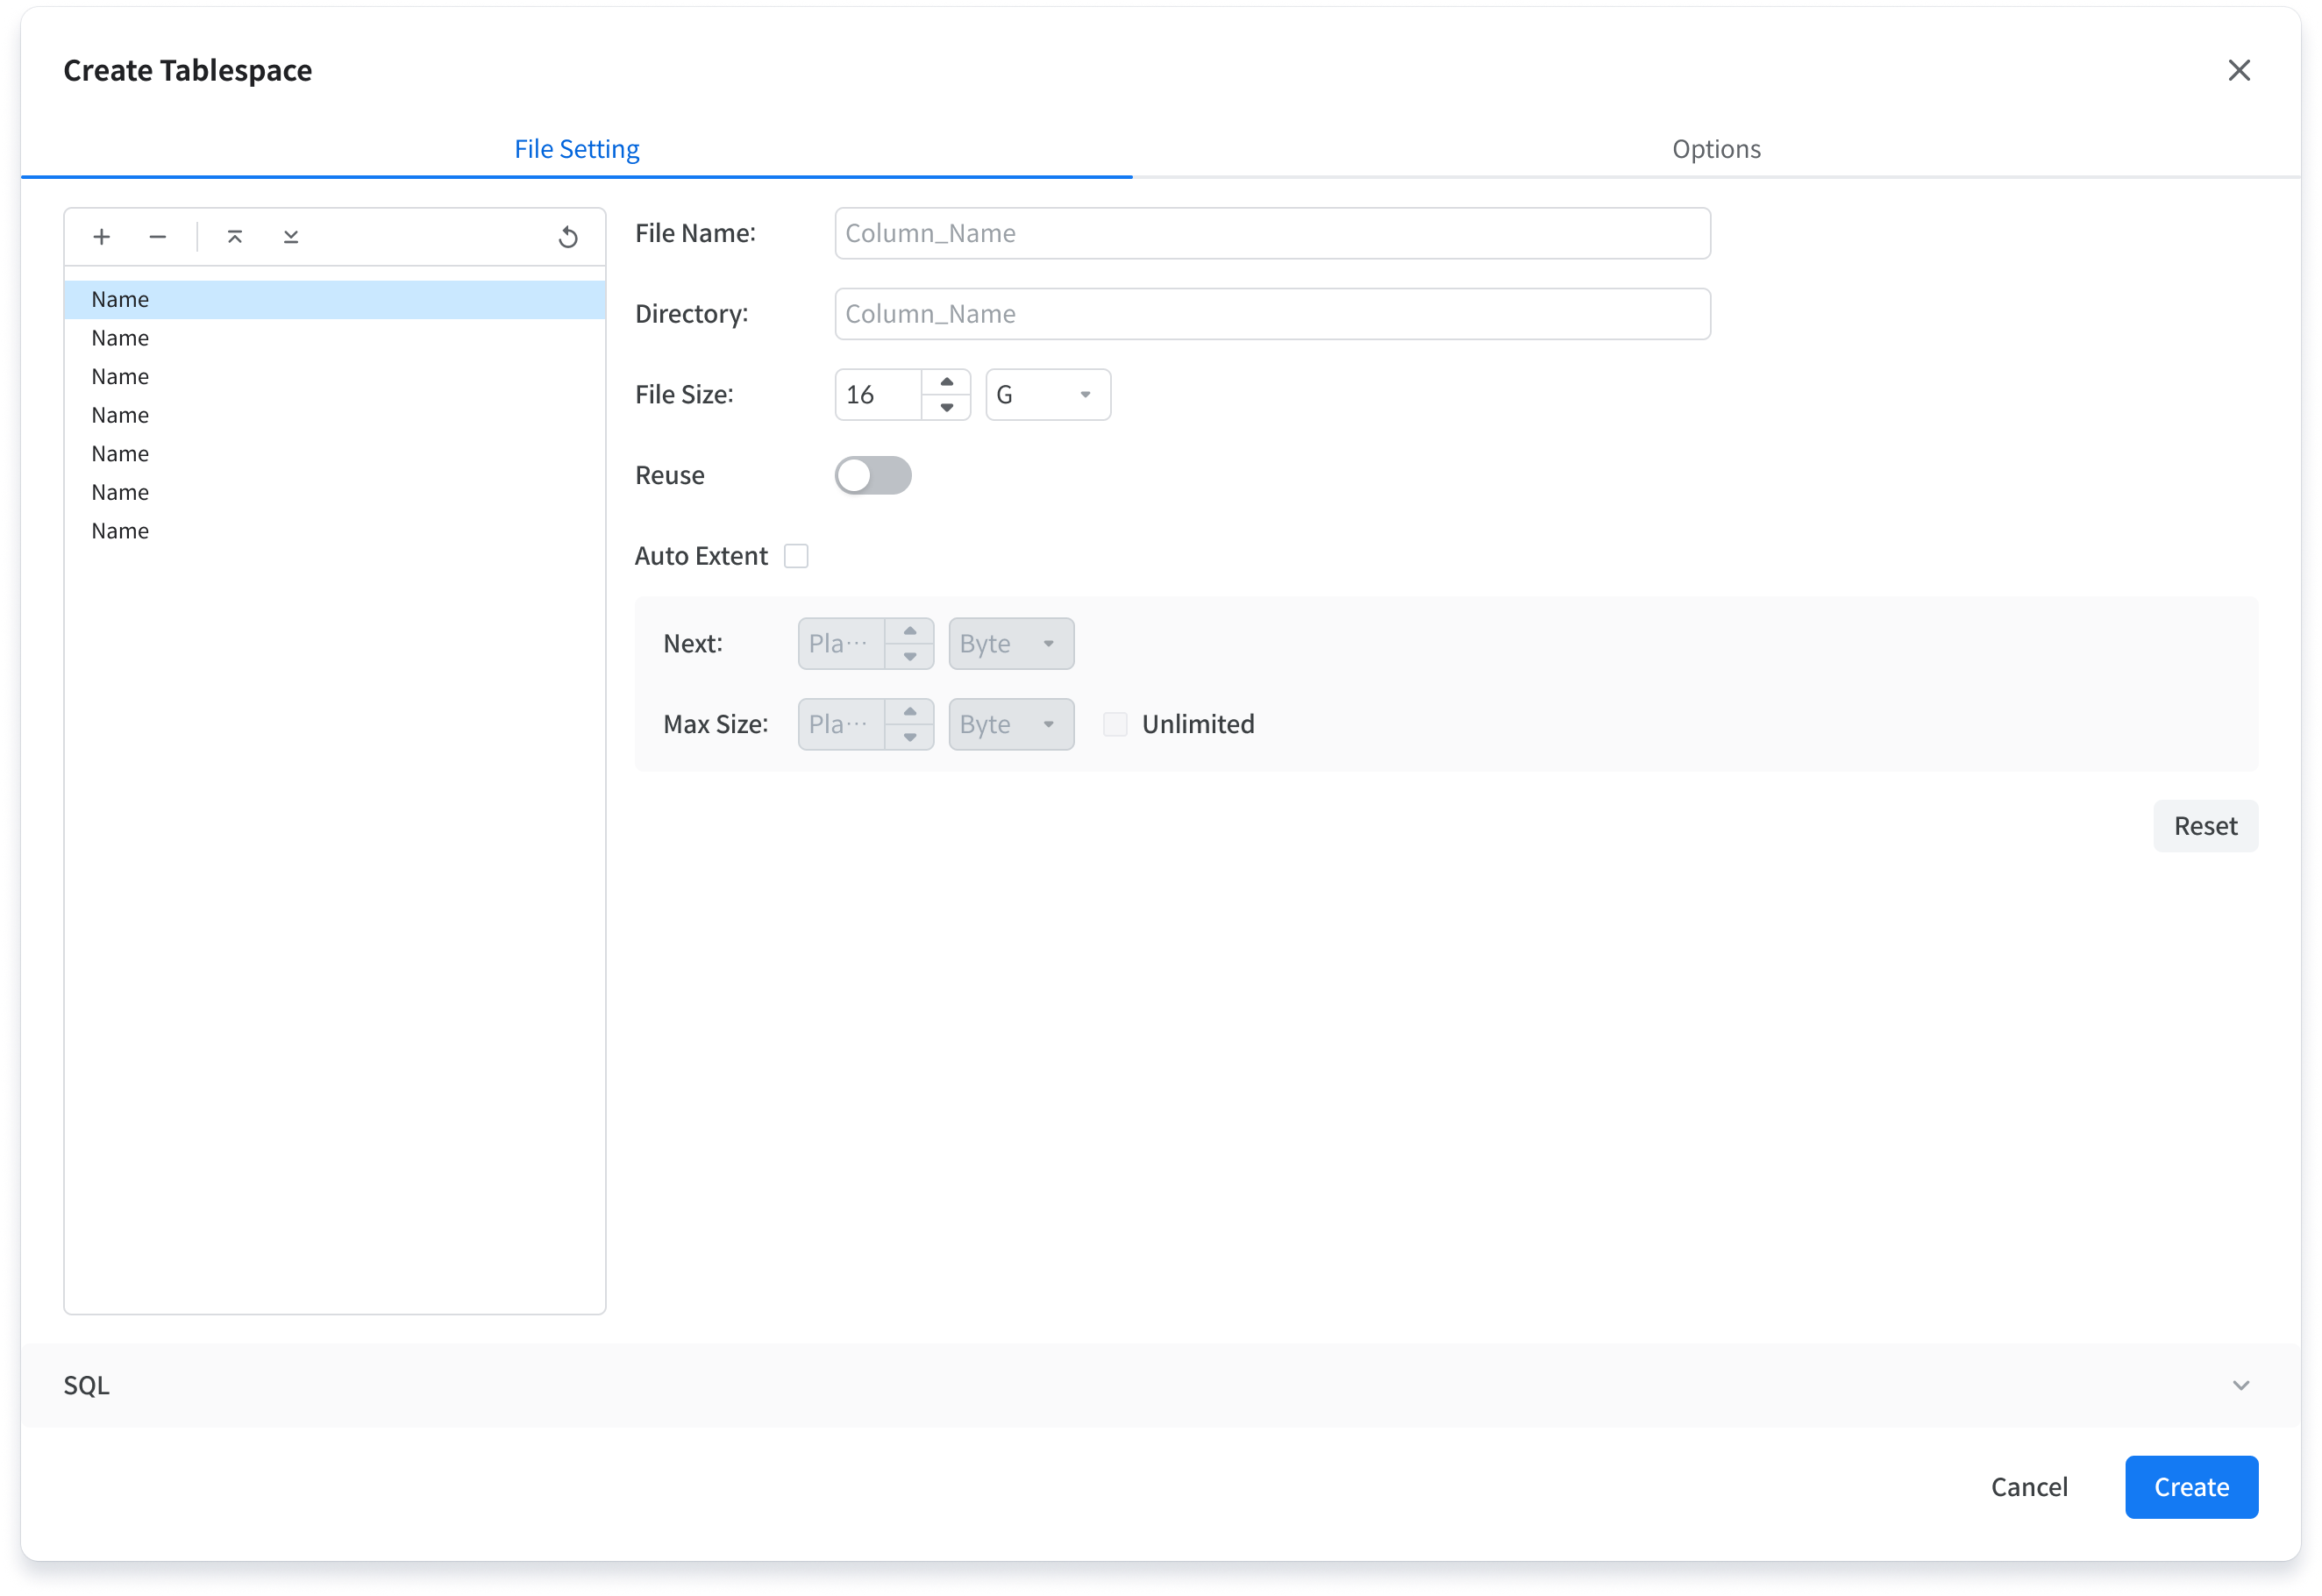 Create Tablespace
File Setting
Options
Name
Name
Name
Name
Name
Name
Name
File Name:
Column_Name
Directory:
Column_Name
File Size:
16
G
Reuse
Auto Extent
Next:
Pla···
Byte
Max Size:
Pla···
Byte
Unlimited
Reset
SQL
Cancel
Create